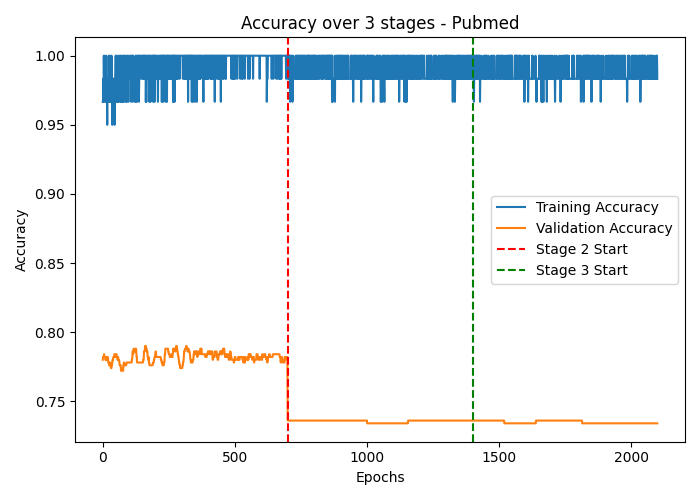 Accuracy over 3 stages - Pubmed
1.00
0.95
0.90
0.85
0.80
0.75
Accuracy
Training Accuracy
Validation Accuracy
Stage 2 Start
Stage 3 Start
0
500
1000
1500
2000
Epochs